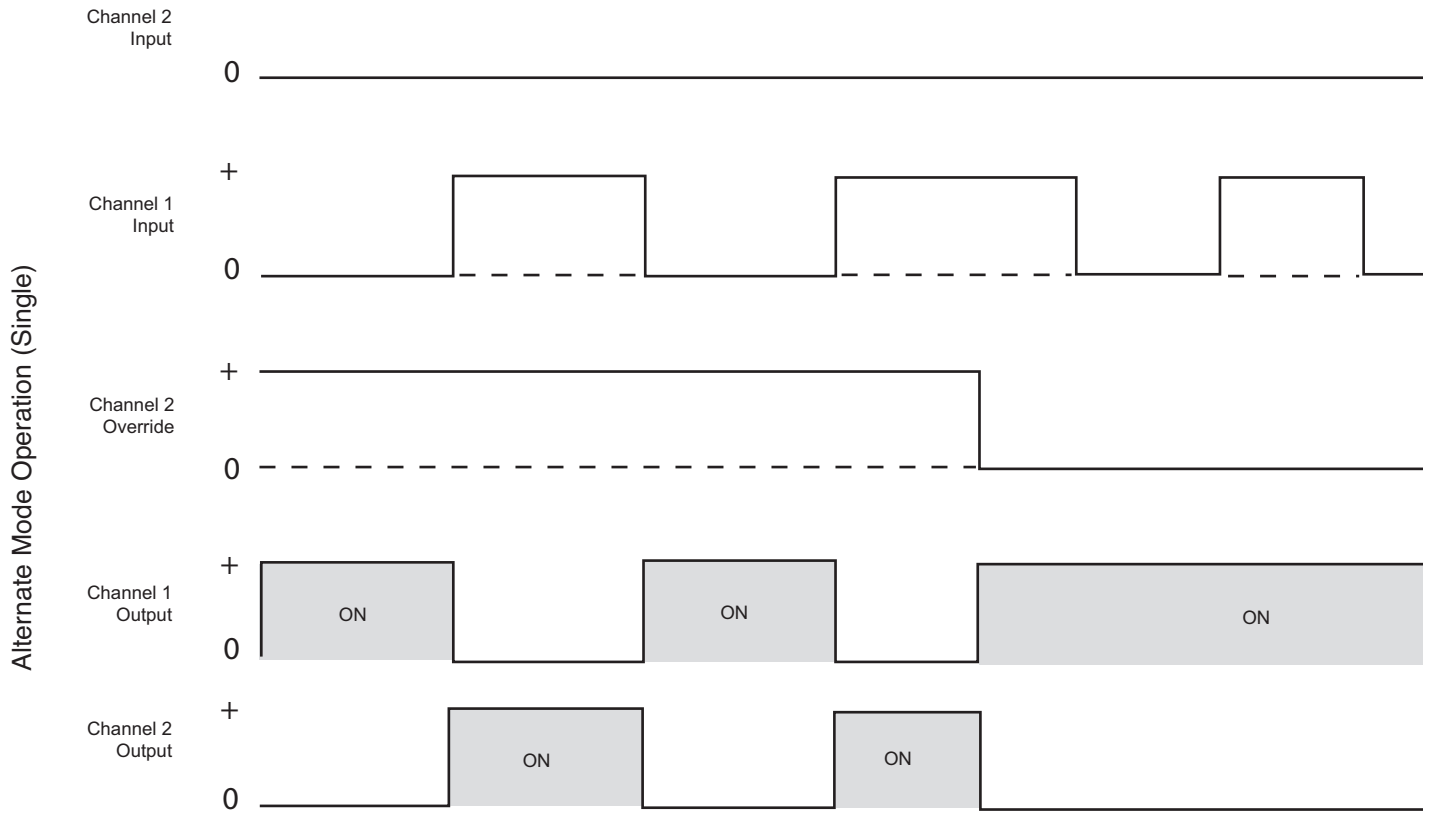 Alternate Mode Operation (Single)
Channel 2
Input
0
+
Channel 1
Input
0
+
Channel 2
Override
0
+
Channel 1
Output
0
ON
ON
ON
+
Channel 2
Output
0
ON
ON